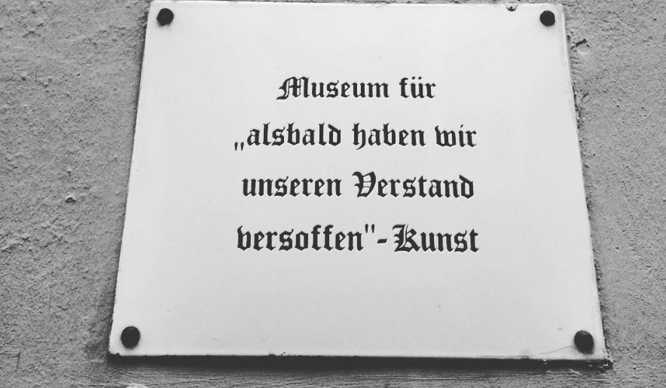 Museum für
„alsbald haben wir
unseren Verstand
versoffen"-Kunst